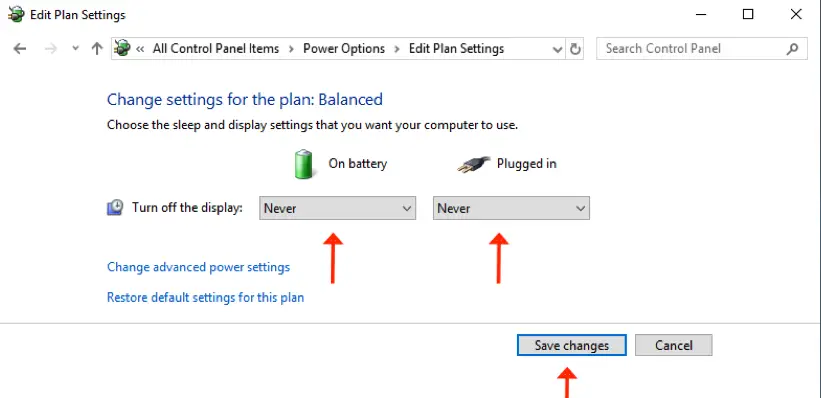 Edit Plan Settings
« All Control Panel Items > Power Options > Edit Plan Settings Search Control Panel
Change settings for the plan: Balanced
Choose the sleep and display settings that you want your computer to use.
On battery Plugged in
Turn off the display: Never Never
Change advanced power settings
Restore default settings for this plan
Save changes Cancel